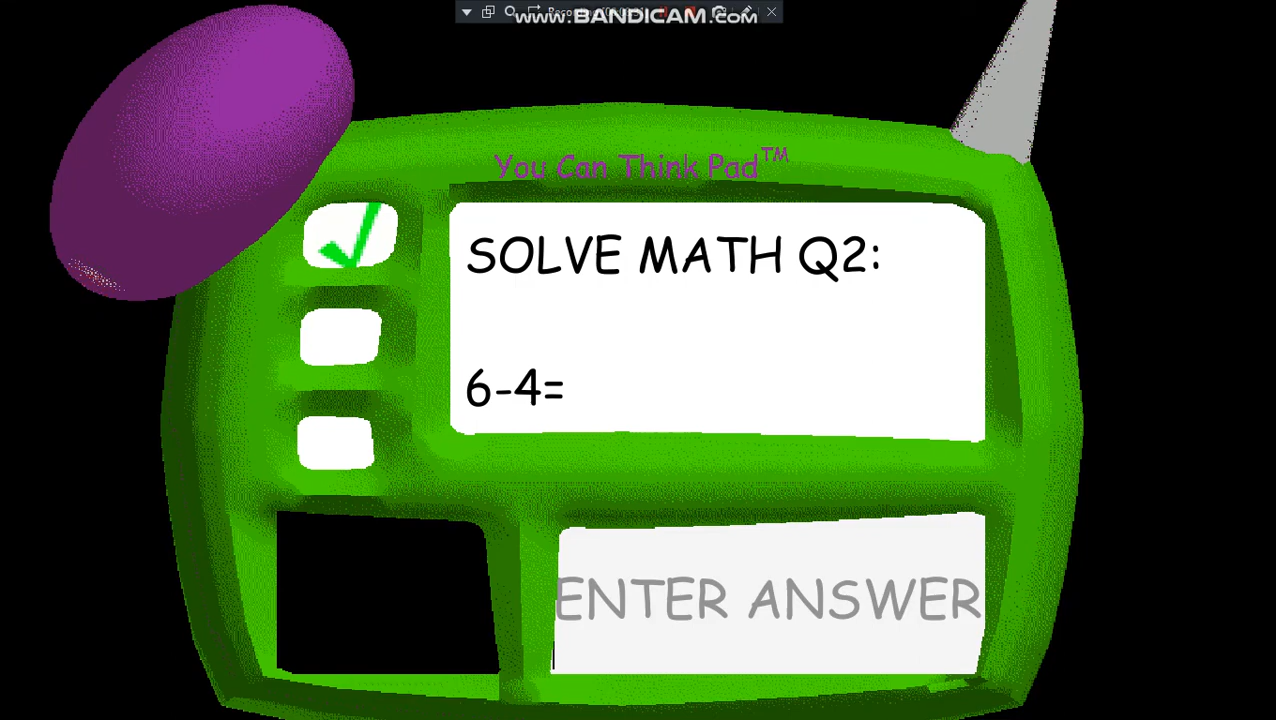 www.BANDICAM.com
You Can Think Pad™
SOLVE MATH Q2:
6-4=
ENTER ANSWER